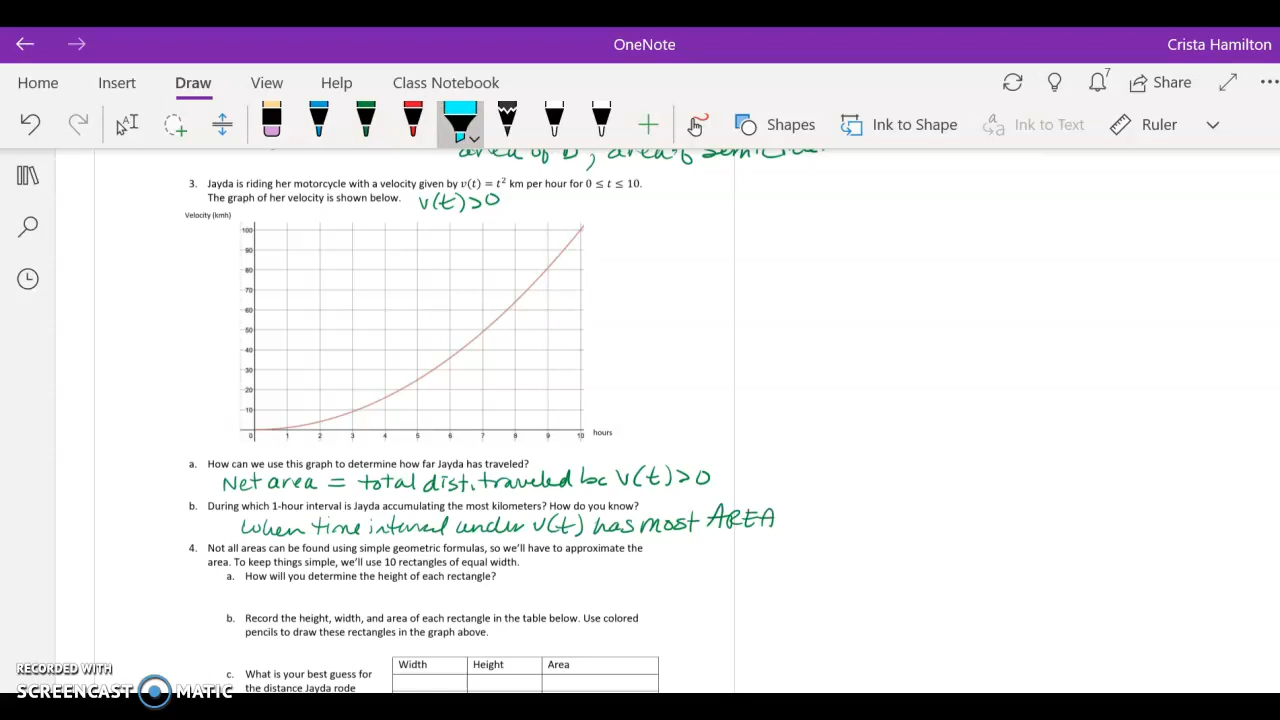 OneNote
Crista Hamilton
Home Insert Draw View Help Class Notebook
7
Share
Shapes Ink to Shape Ink to Text Ruler
area of D, area of
3. Jayda is riding her motorcycle with a velocity given by v(t) = t² km per hour for 0 ≤ t ≤ 10.
The graph of her velocity is shown below. v(t)>0
Velocity (kmh)
100
90
80
70
60
50
40
30
20
10
0 1 2 3 4 5 6 7 8 9 10 hours
a. How can we use this graph to determine how far Jayda has traveled?
Net area = total dist. traveled bc v(t)>0
b. During which 1-hour interval is Jayda accumulating the most kilometers? How do you know?
When time interval under v(t) has most AREA
4. Not all areas can be found using simple geometric formulas, so we'll have to approximate the
area. To keep things simple, we'll use 10 rectangles of equal width.
a. How will you determine the height of each rectangle?
b. Record the height, width, and area of each rectangle in the table below. Use colored
pencils to draw these rectangles in the graph above.
Width Height Area
c. What is your best guess for
the distance Jayda rode
RECORDED WITH
SCREENCAST MATIC